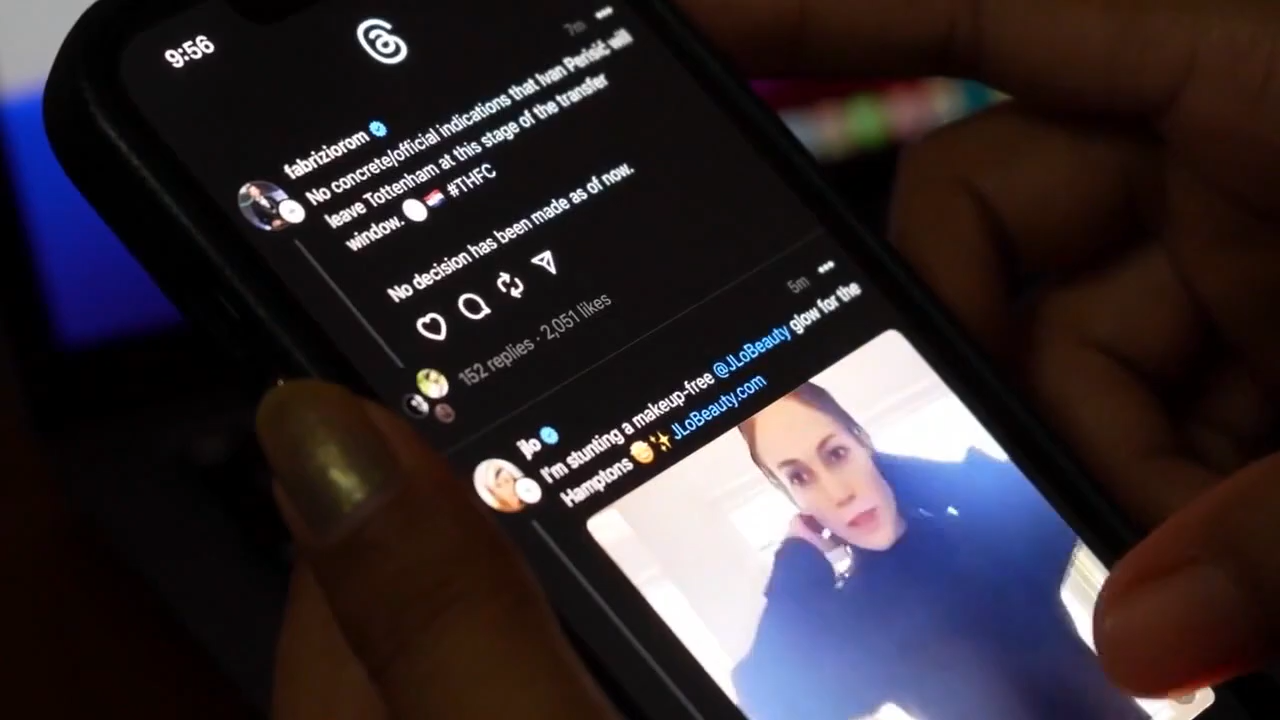 9:56
7m
fabriziorom
No concrete/official indications that Ivan Perisić will
leave Tottenham at this stage of the transfer
window. #THFC
No decision has been made as of now.
152 replies · 2,051 likes
5m
jlo
I'm stunting a makeup-free @JLoBeauty glow for the
Hamptons JLoBeauty.com